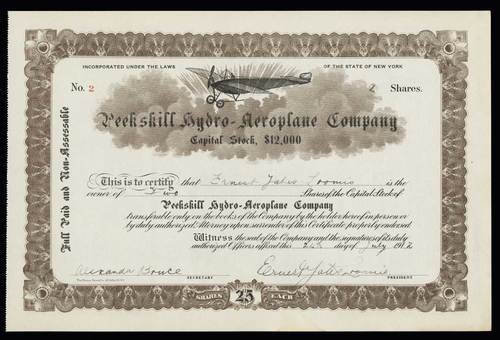 INCORPORATED UNDER THE LAWS OF THE STATE OF NEW YORK
No. 2 2 Shares.
Peekskill Hydro-Aeroplane Company
Capital Stock, $12,000
Full Paid and Non-Assessable
This is to certify that Ernest Yates Loomis is the
owner of Two Shares of the Capital Stock of
Peekskill Hydro-Aeroplane Company
transferable only on the books of the Company by the holder hereof in person or
by duly authorized Attorney upon surrender of this Certificate properly endorsed.
Witness the seal of the Company and the signatures of its duly
authorized Officers affixed this day of July 1912
Bruce Ernest Yates Loomis
SECRETARY PRESIDENT
SHARES 25 EACH